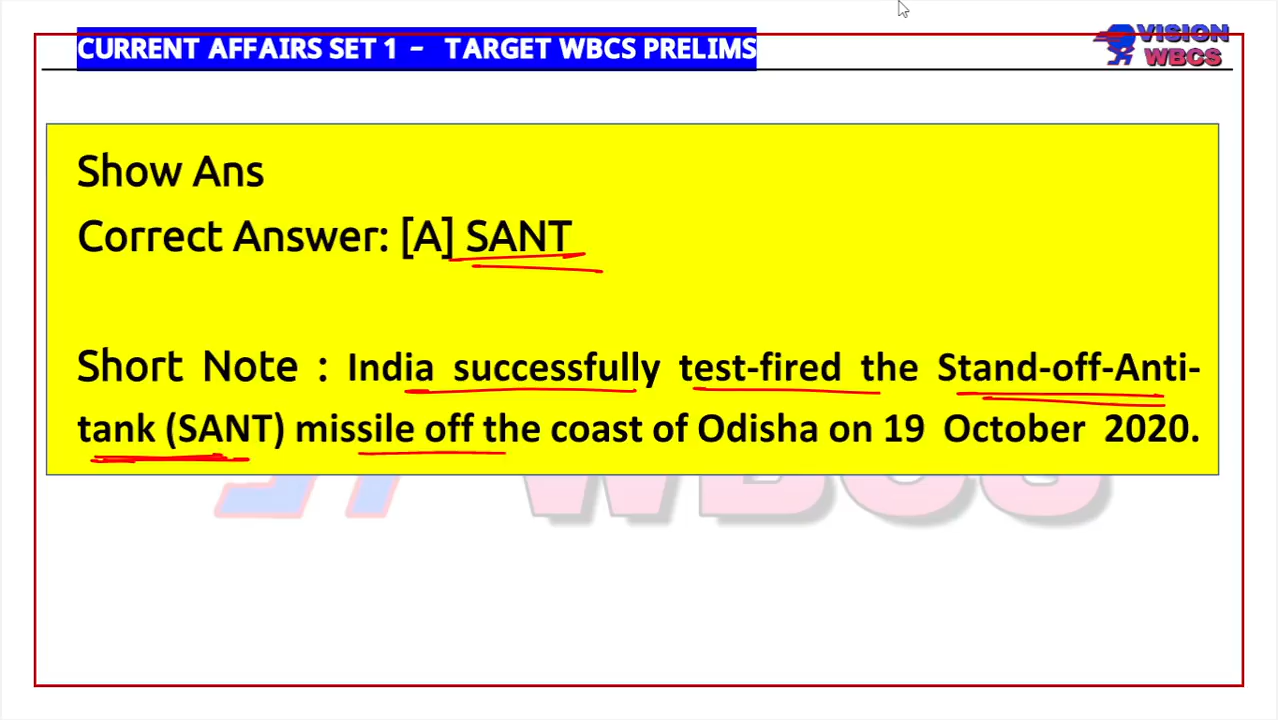 CURRENT AFFAIRS SET 1 – TARGET WBCS PRELIMS
VISION
WBCS
Show Ans
Correct Answer: [A] SANT
Short Note : India successfully test-fired the Stand-off-Anti-
tank (SANT) missile off the coast of Odisha on 19 October 2020.
WBCS